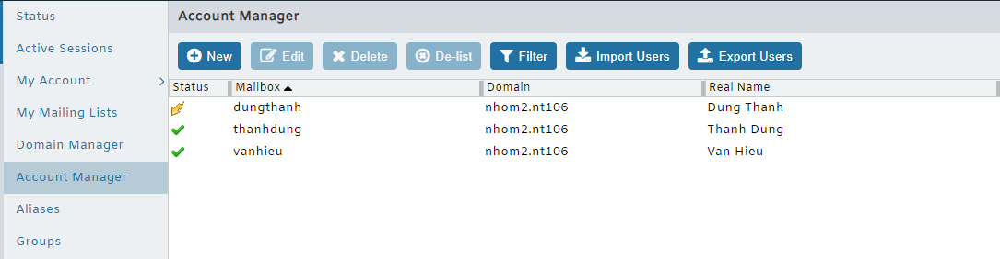 Status
Active Sessions
My Account
My Mailing Lists
Domain Manager
Account Manager
Aliases
Groups
Account Manager
New Edit Delete De-list Filter Import Users Export Users
Status Mailbox Domain Real Name
dungthanh nhom2.nt106 Dung Thanh
thanhdung nhom2.nt106 Thanh Dung
vanhieu nhom2.nt106 Van Hieu